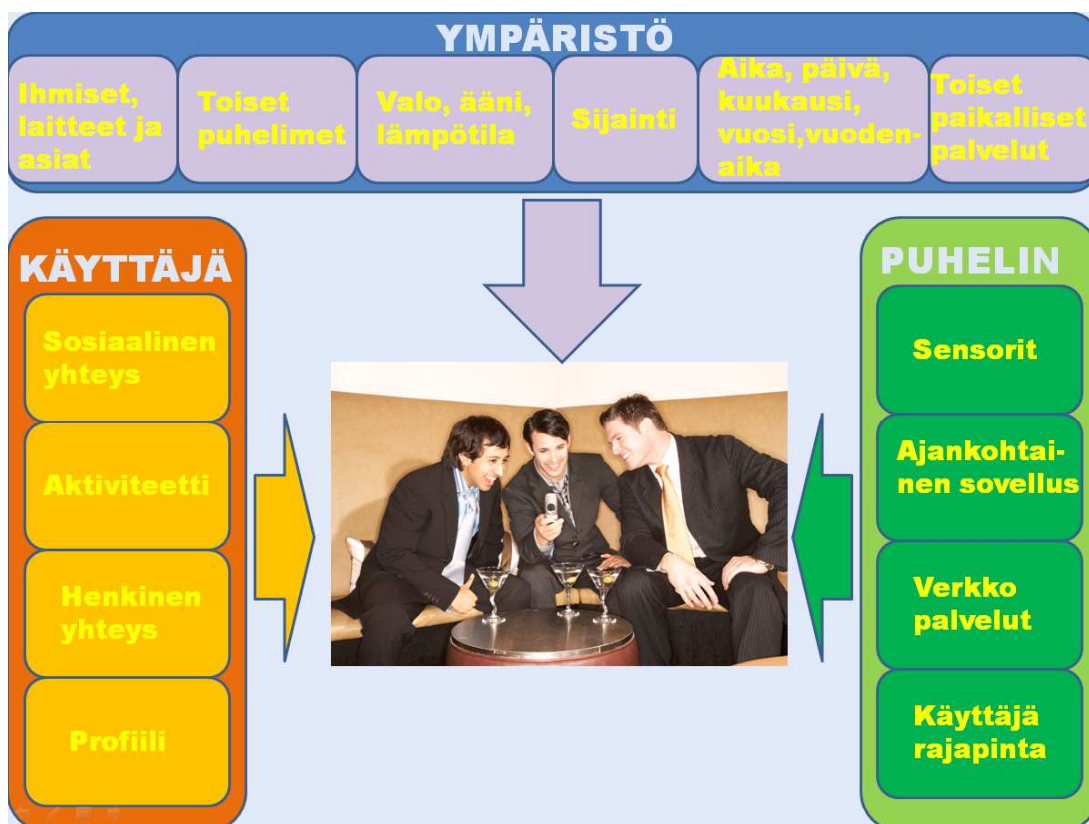 YMPÄRISTÖ
Ihmiset,
laitteet ja
asiat
Toiset
puhelimet
Valo, ääni,
lämpötila
Sijainti
Aika, päivä,
kuukausi,
vuosi,vuoden-
aika
Toiset
paikalliset
palvelut
KÄYTTÄJÄ
Sosiaalinen
yhteys
Aktiviteetti
Henkinen
yhteys
Profiili
PUHELIN
Sensorit
Ajankohtai-
nen sovellus
Verkko
palvelut
Käyttäjä
rajapinta